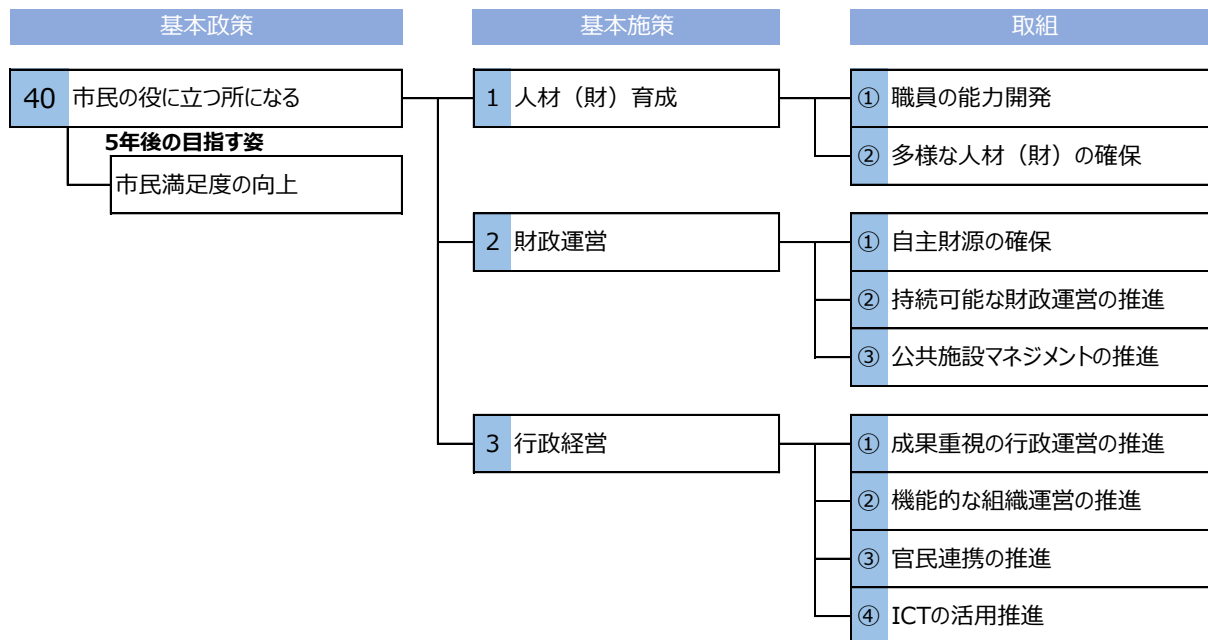 基本政策
基本施策
取組
40 市民の役に立つ所になる
5年後の目指す姿
市民満足度の向上
1 人材（財）育成
① 職員の能力開発
② 多様な人材（財）の確保
2 財政運営
① 自主財源の確保
② 持続可能な財政運営の推進
③ 公共施設マネジメントの推進
3 行政経営
① 成果重視の行政運営の推進
② 機能的な組織運営の推進
③ 官民連携の推進
④ ICTの活用推進